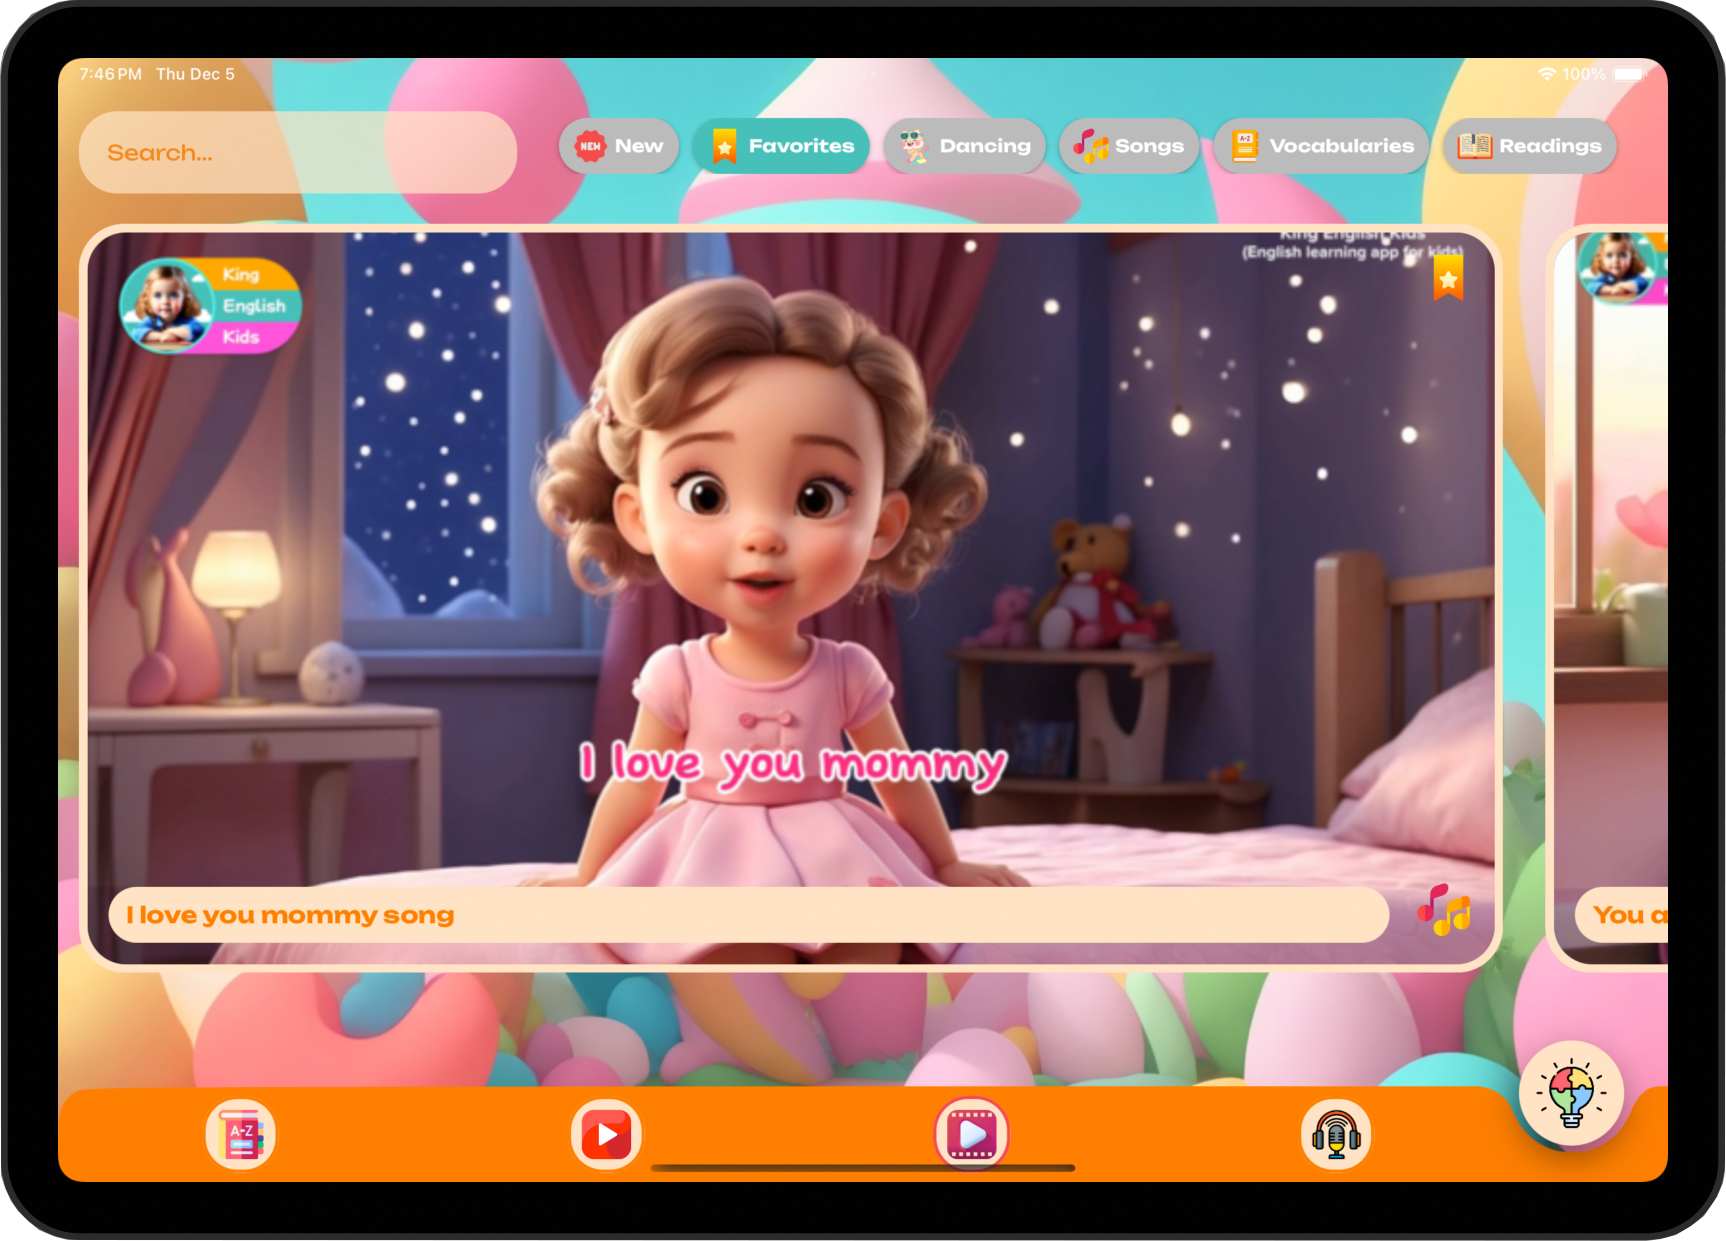 7:46 PM Thu Dec 5
100%
Search...
NEW New
Favorites
Dancing
Songs
A-Z Vocabularies
Readings
King English Kids
(English learning app for kids)
King
English
Kids
I love you mommy
I love you mommy song
You a
A-Z